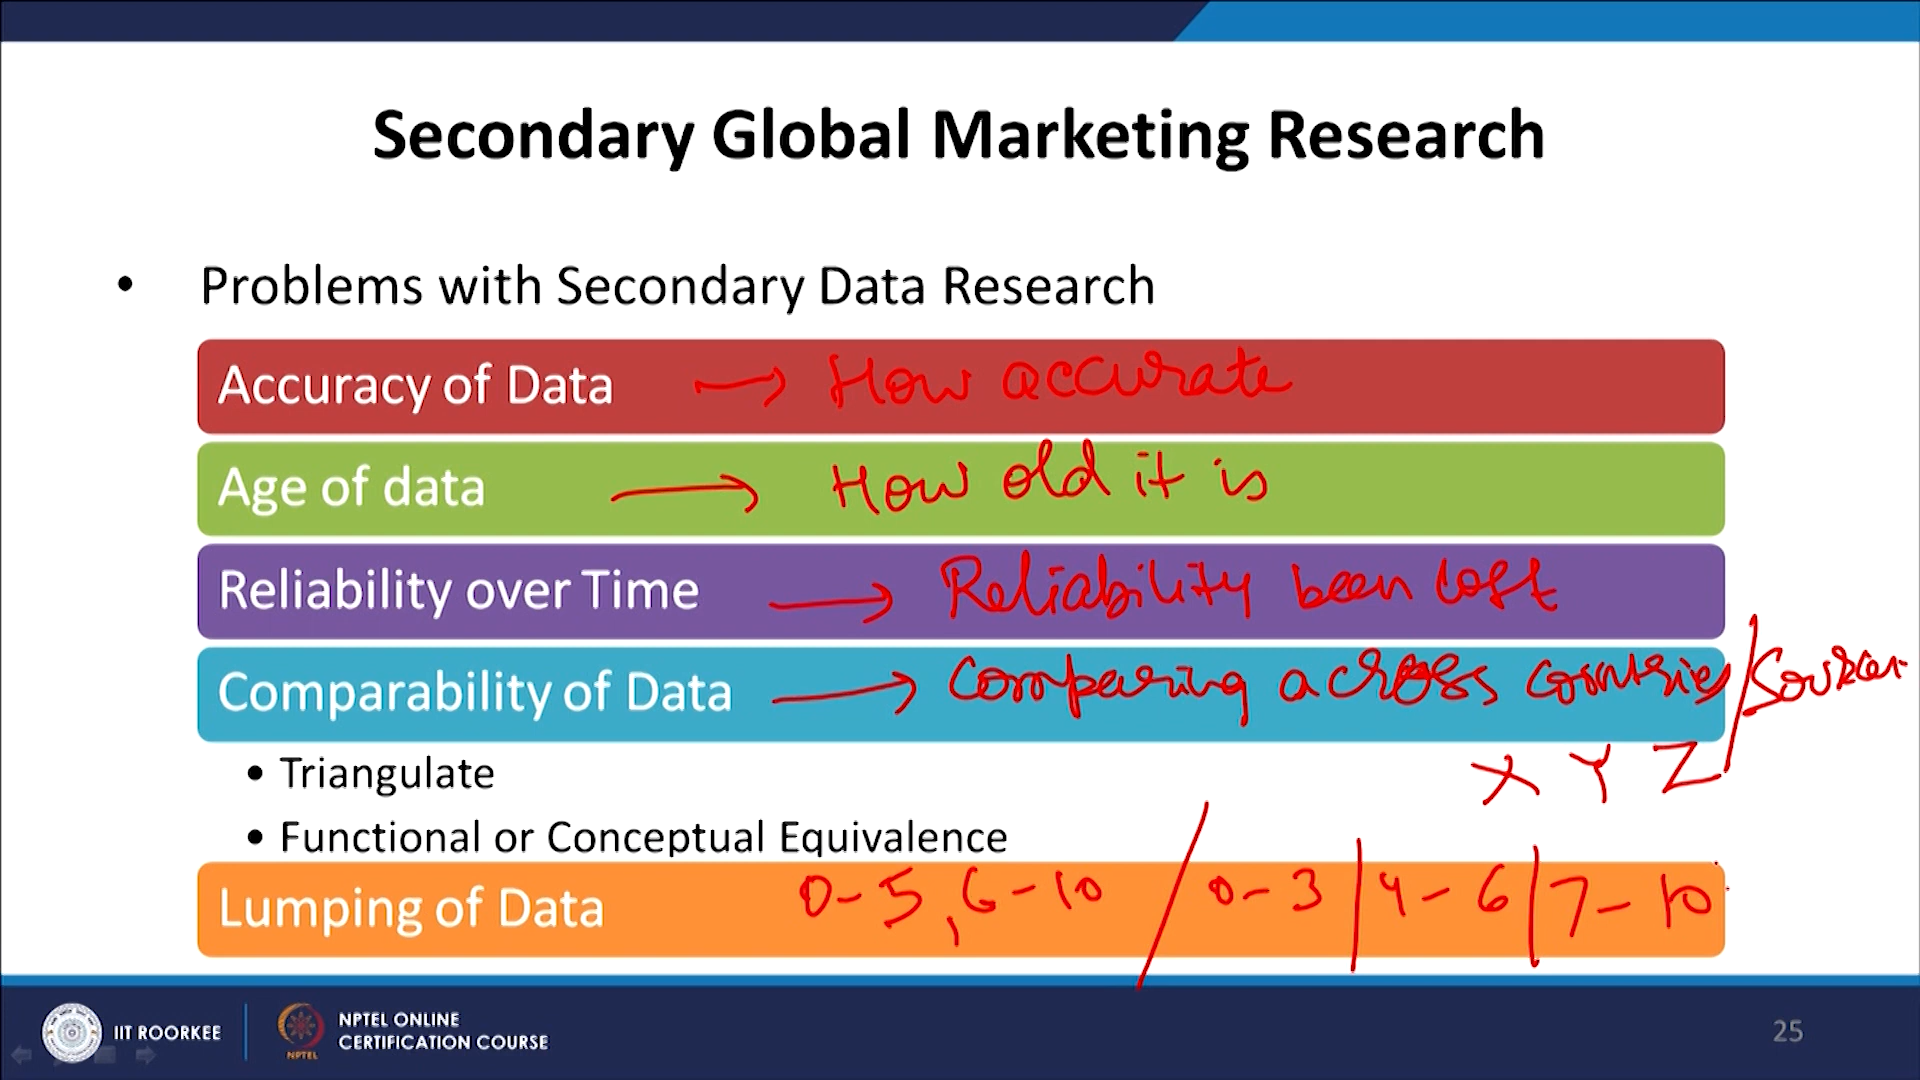 Secondary Global Marketing Research
• Problems with Secondary Data Research
Accuracy of Data → How accurate
Age of data → How old it is
Reliability over Time → Reliability been lost
Comparability of Data → Comparing across countries / Sources
X Y Z
• Triangulate
• Functional or Conceptual Equivalence
Lumping of Data 0-5, 6-10 / 0-3 | 4-6 | 7-10
IIT ROORKEE
NPTEL ONLINE
CERTIFICATION COURSE
NPTEL
25